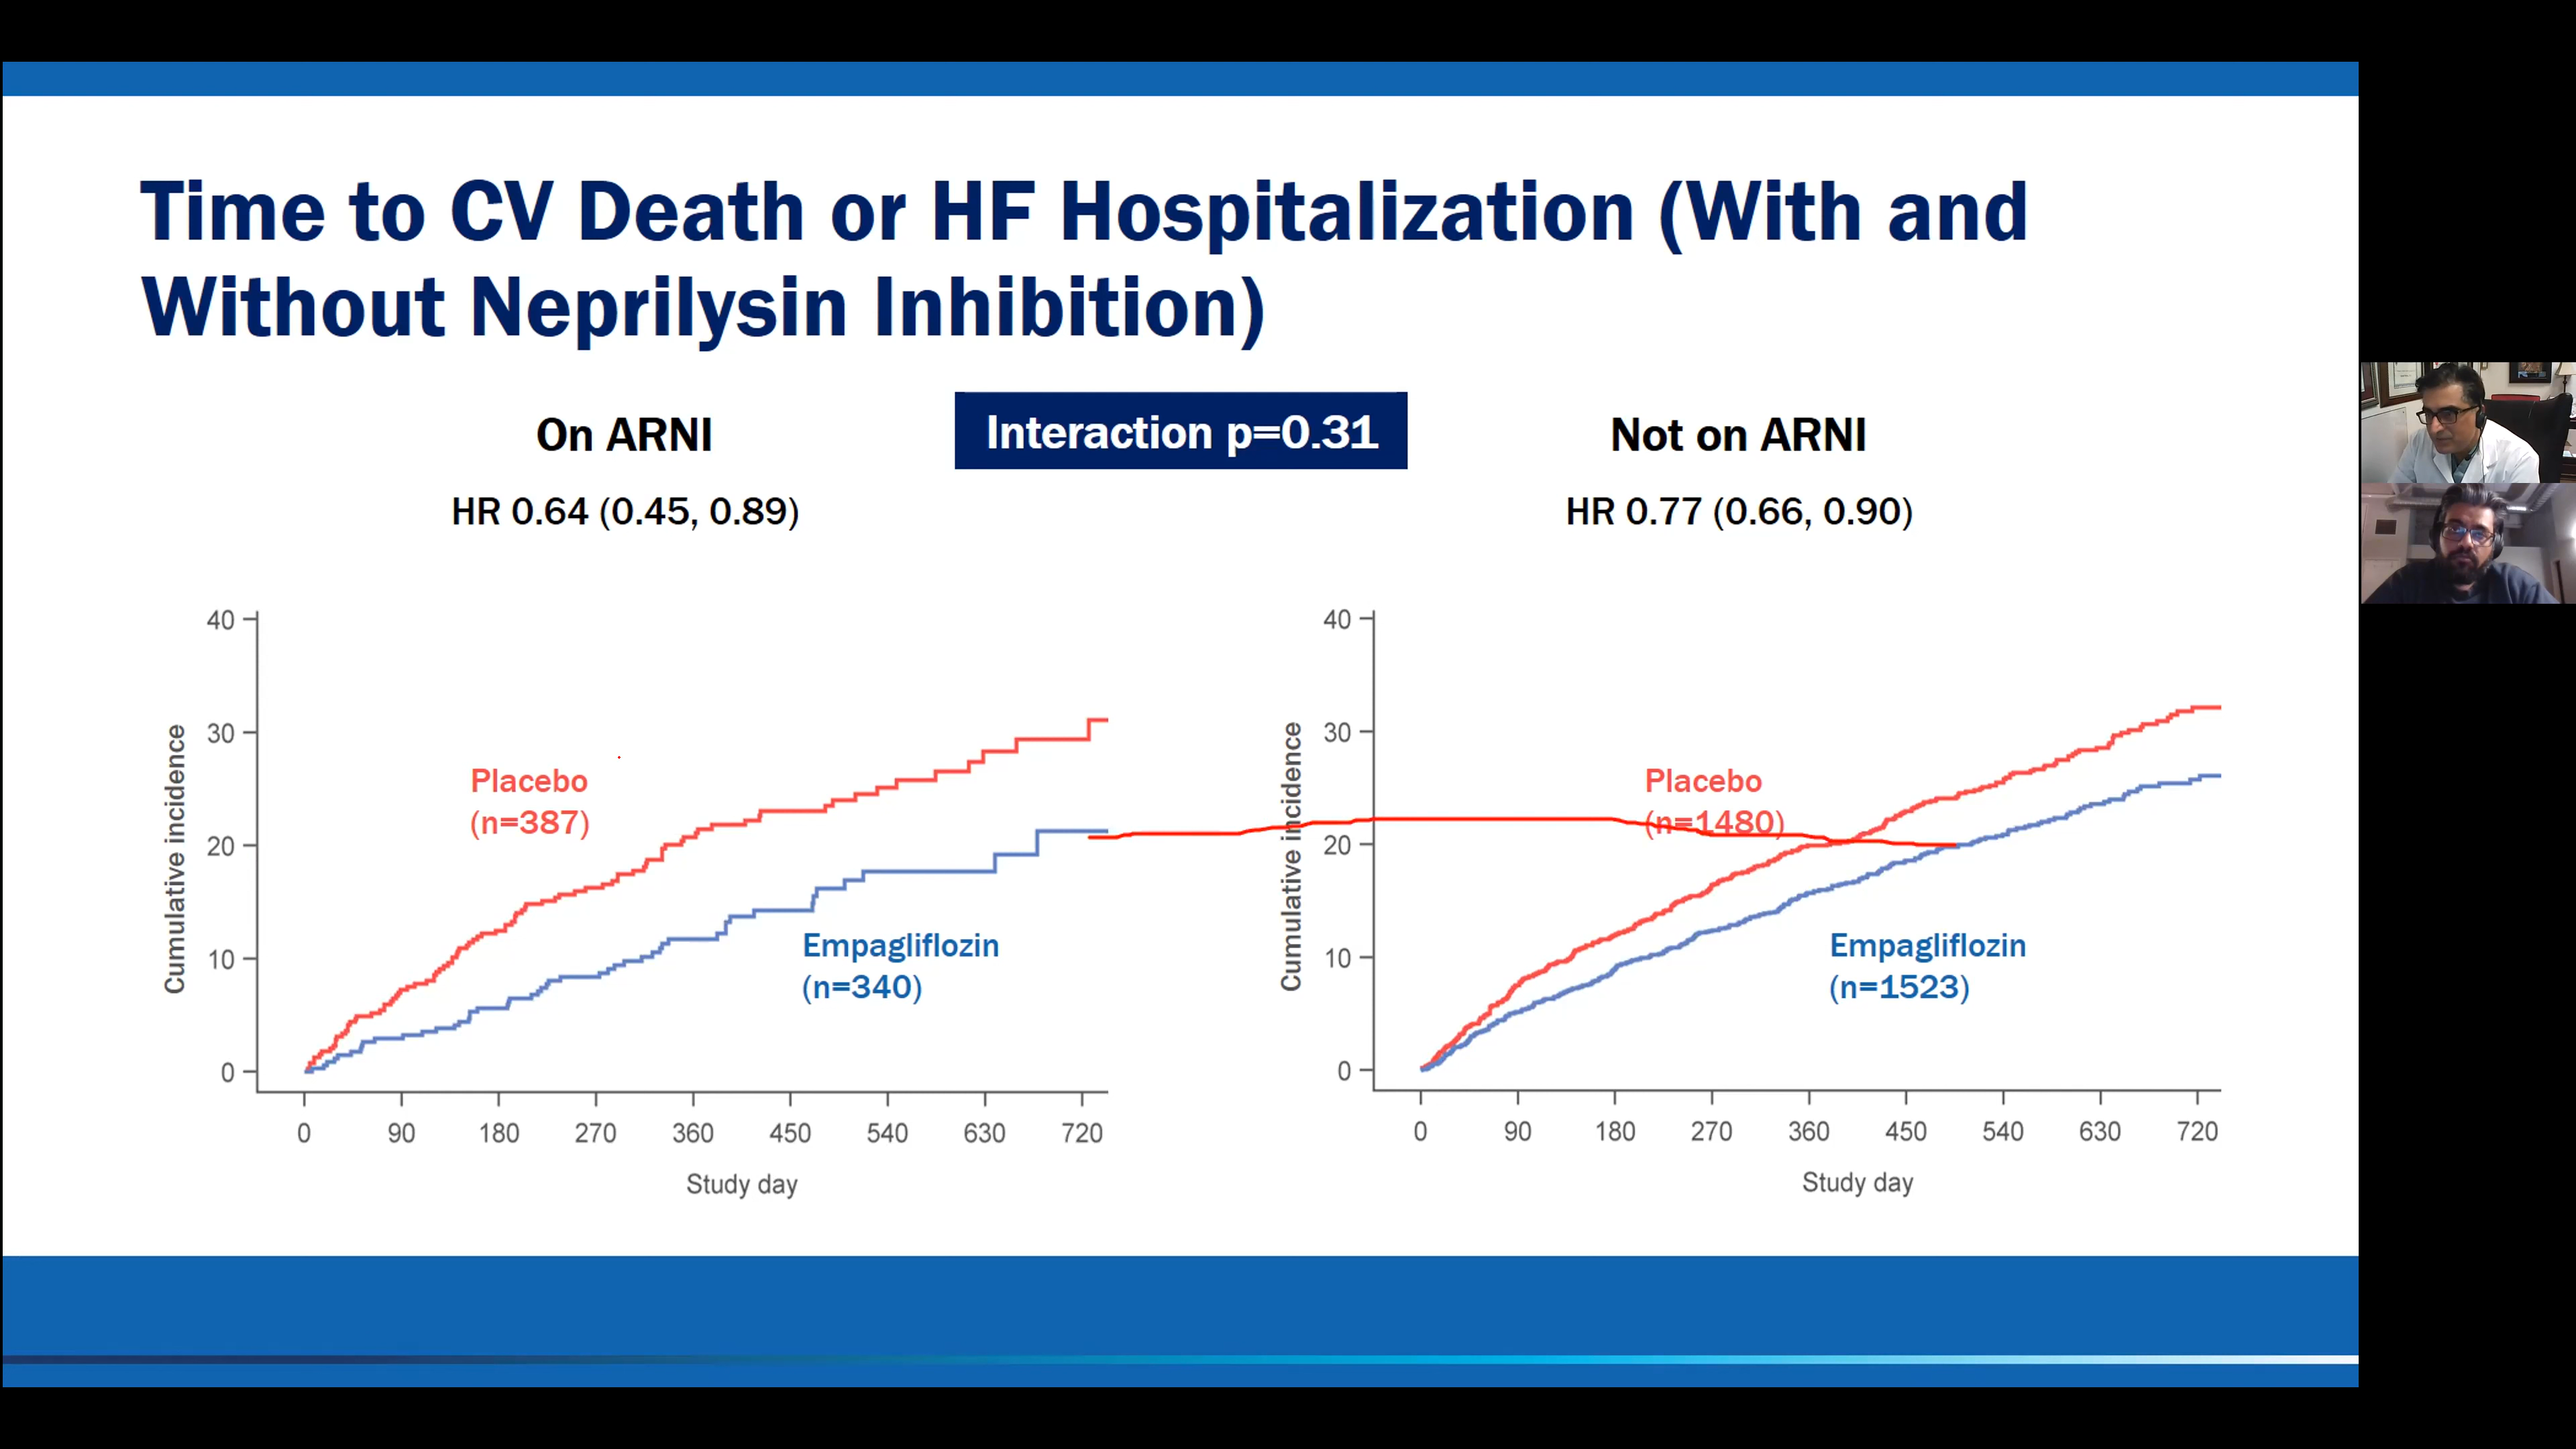 Time to CV Death or HF Hospitalization (With and
Without Neprilysin Inhibition)
On ARNI
Interaction p=0.31
Not on ARNI
HR 0.64 (0.45, 0.89)
HR 0.77 (0.66, 0.90)
Cumulative incidence
40
30
20
10
0
Placebo
(n=387)
Empagliflozin
(n=340)
0 90 180 270 360 450 540 630 720
Study day
Cumulative incidence
40
30
20
10
0
Placebo
(n=1480)
Empagliflozin
(n=1523)
0 90 180 270 360 450 540 630 720
Study day